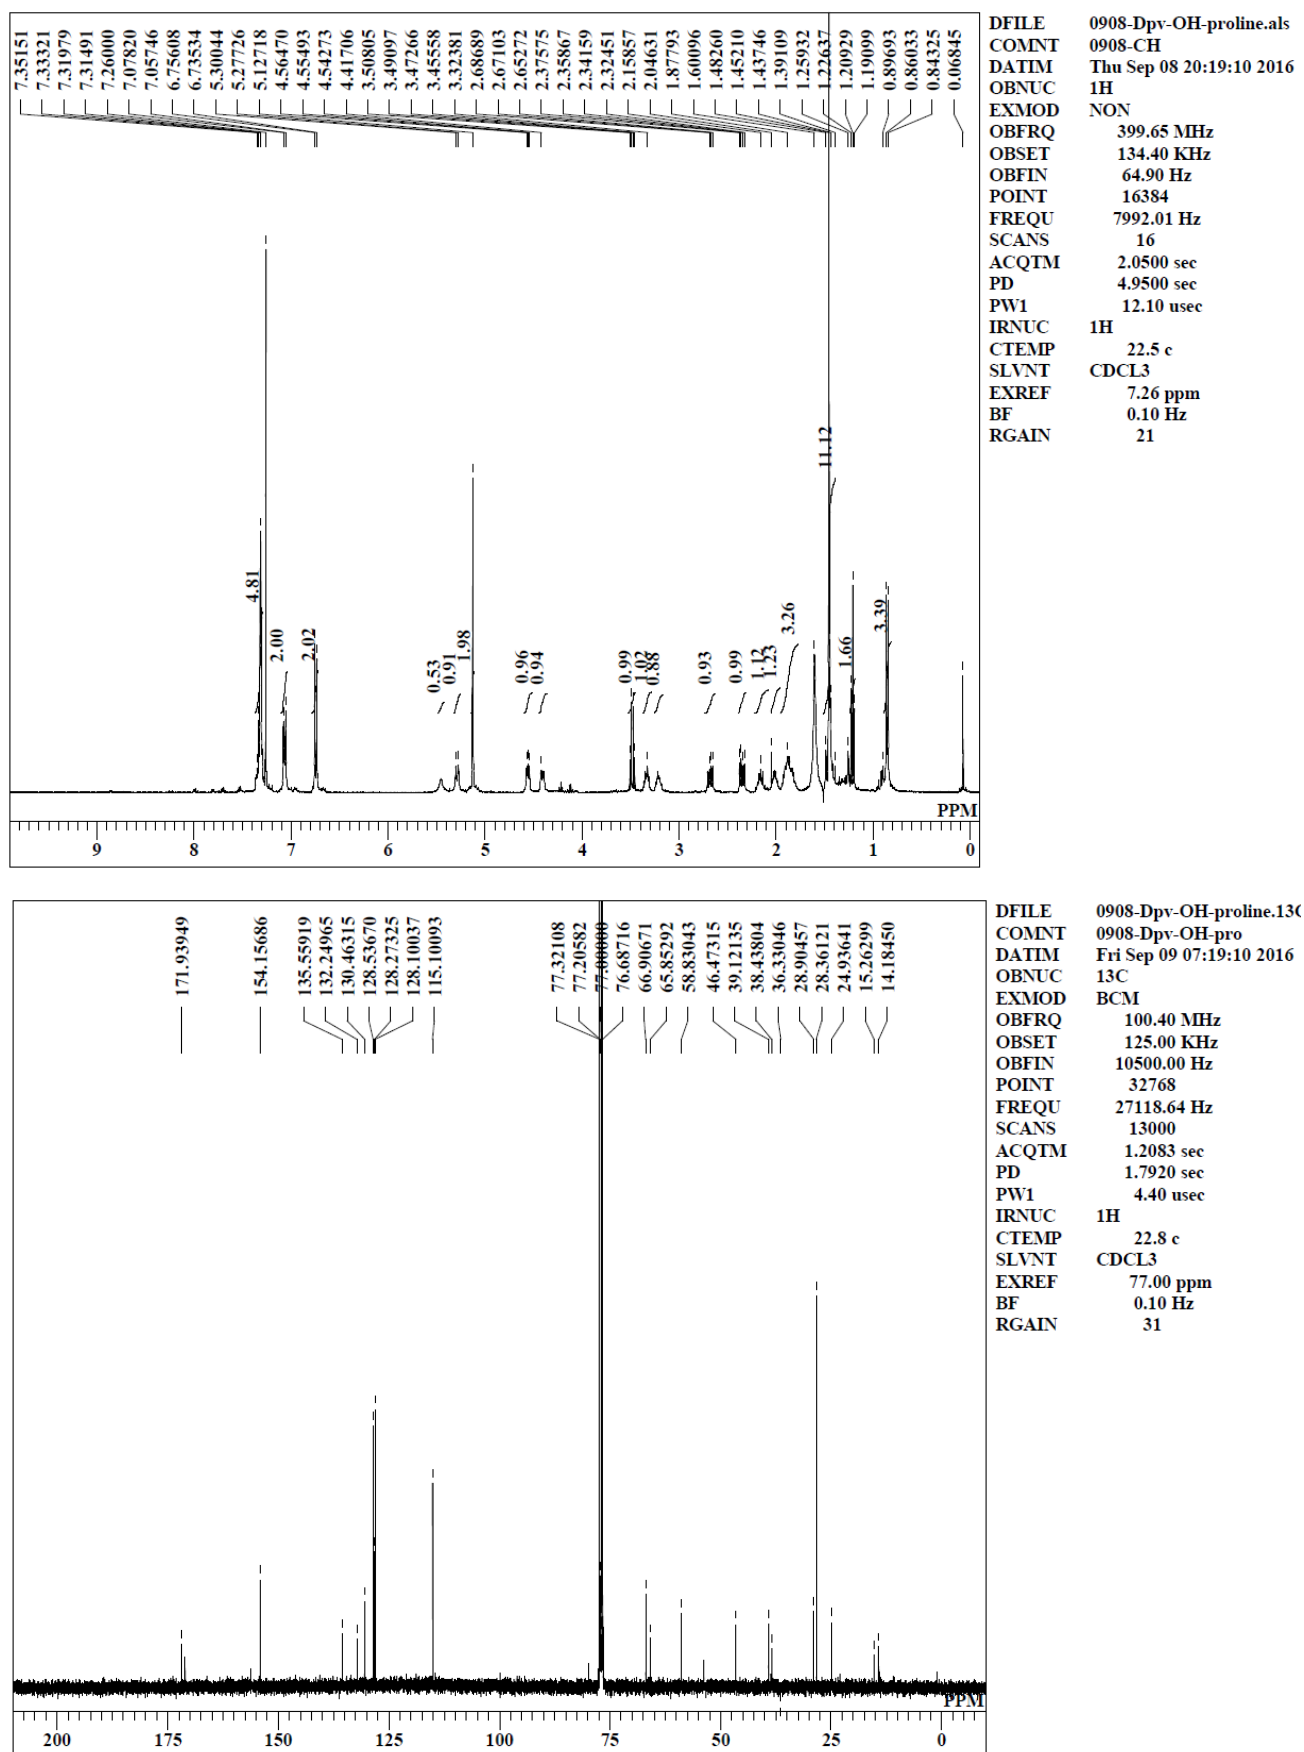 7.35151
7.33321
7.31979
7.31491
7.26000
7.07820
7.05746
6.75608
6.73534
5.30044
5.27726
5.12718
4.56470
4.55493
4.54273
4.41706
3.50805
3.49097
3.47266
3.45558
3.32381
2.68689
2.67103
2.65272
2.37575
2.35867
2.34159
2.32451
2.15857
2.04631
1.87793
1.60096
1.48260
1.45210
1.43746
1.39109
1.25932
1.22637
1.20929
1.19099
0.89693
0.86033
0.84325
0.06845
4.81
2.00
2.02
0.53
0.91
1.98
0.96
0.94
0.99
1.02
0.88
0.93
0.99
1.12
1.23
3.26
11.12
1.66
3.39
PPM
9 8 7 6 5 4 3 2 1 0
DFILE 0908-Dpv-OH-proline.als
COMNT 0908-CH
DATIM Thu Sep 08 20:19:10 2016
OBNUC 1H
EXMOD NON
OBFRQ 399.65 MHz
OBSET 134.40 KHz
OBFIN 64.90 Hz
POINT 16384
FREQU 7992.01 Hz
SCANS 16
ACQTM 2.0500 sec
PD 4.9500 sec
PW1 12.10 usec
IRNUC 1H
CTEMP 22.5 c
SLVNT CDCL3
EXREF 7.26 ppm
BF 0.10 Hz
RGAIN 21
171.93949
154.15686
135.55919
132.24965
130.46315
128.53670
128.27325
128.10037
115.10093
77.32108
77.20582
77.00000
76.68716
66.90671
65.85292
58.83043
46.47315
39.12135
38.43804
36.33046
28.90457
28.36121
24.93641
15.26299
14.18450
PPM
200 175 150 125 100 75 50 25 0
DFILE 0908-Dpv-OH-proline.13C
COMNT 0908-Dpv-OH-pro
DATIM Fri Sep 09 07:19:10 2016
OBNUC 13C
EXMOD BCM
OBFRQ 100.40 MHz
OBSET 125.00 KHz
OBFIN 10500.00 Hz
POINT 32768
FREQU 27118.64 Hz
SCANS 13000
ACQTM 1.2083 sec
PD 1.7920 sec
PW1 4.40 usec
IRNUC 1H
CTEMP 22.8 c
SLVNT CDCL3
EXREF 77.00 ppm
BF 0.10 Hz
RGAIN 31